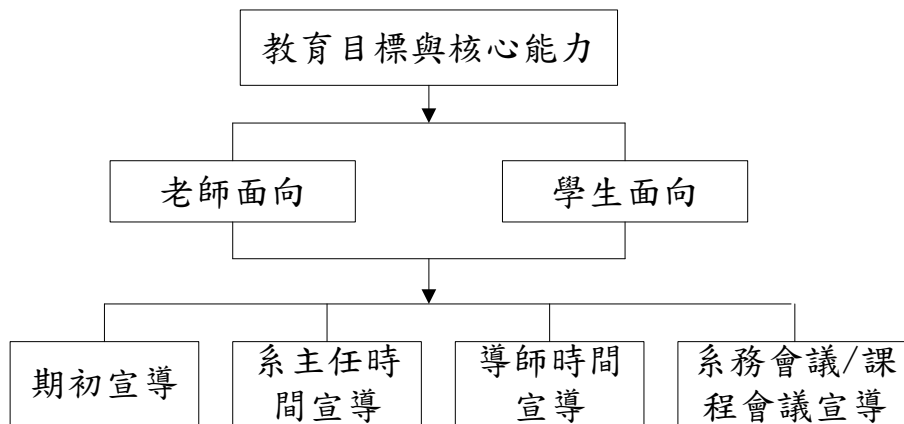 教育目標與核心能力
老師面向
學生面向
期初宣導
系主任時
間宣導
導師時間
宣導
系務會議/課
程會議宣導